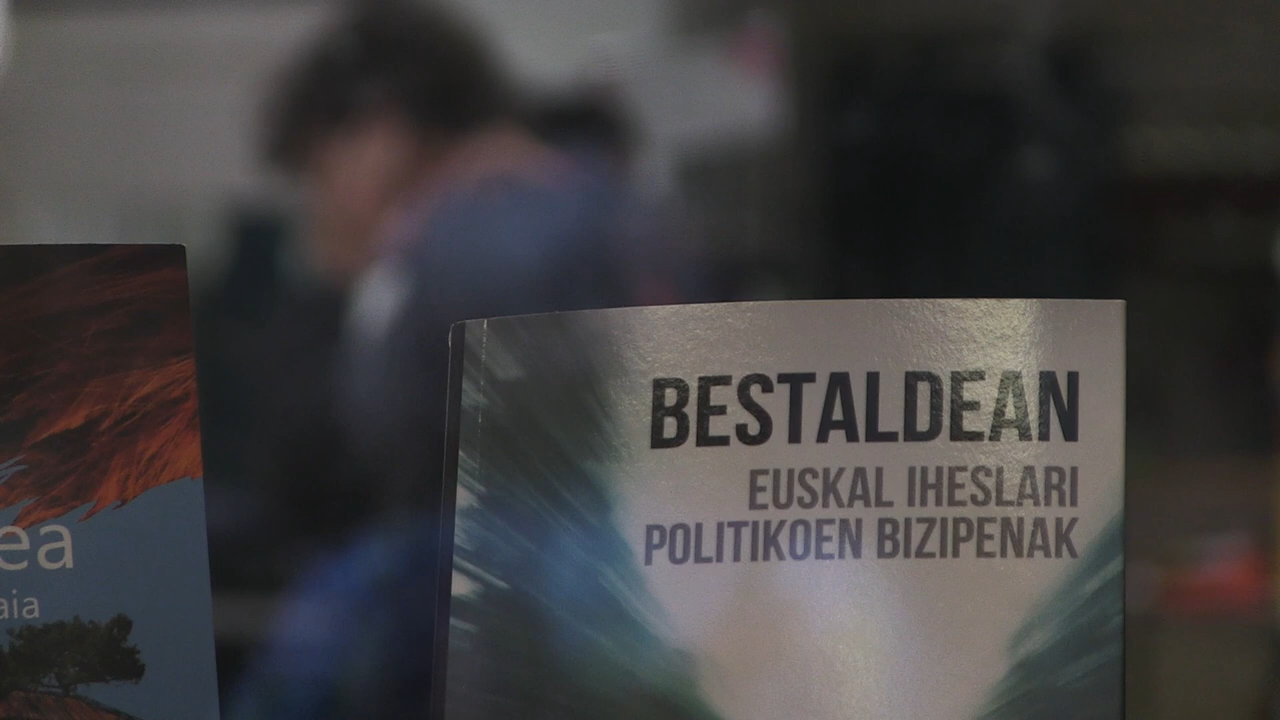 ea
aia
BESTALDEAN
EUSKAL IHESLARI
POLITIKOEN BIZIPENAK